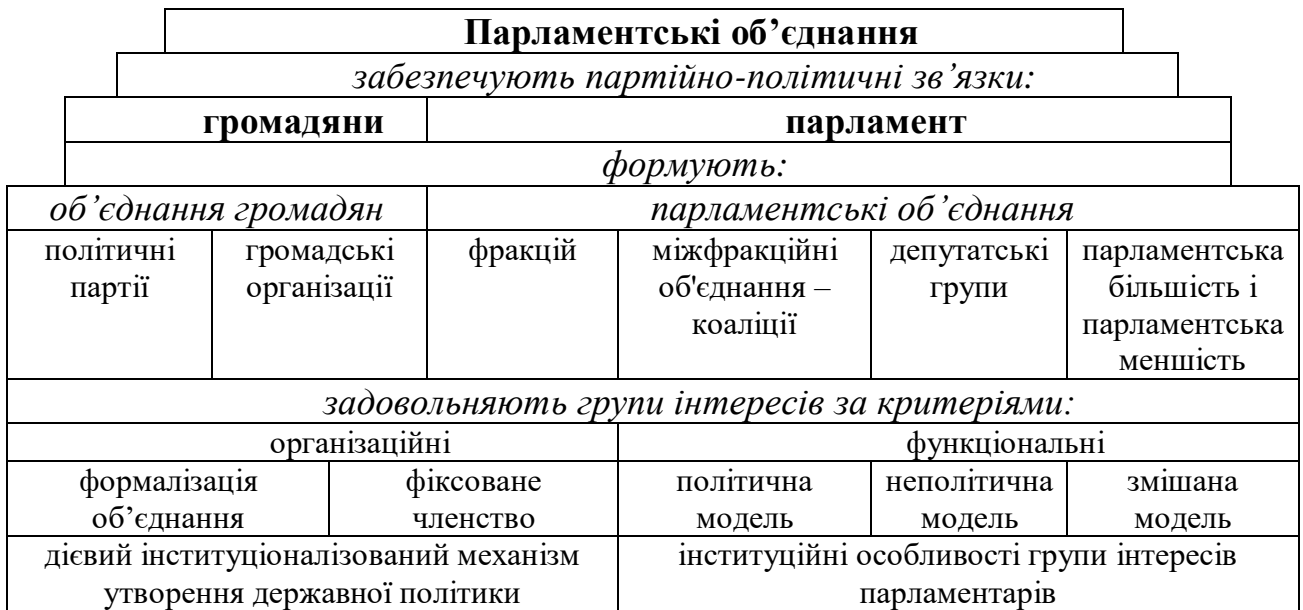 Парламентські об’єднання
забезпечують партійно-політичні зв’язки:
громадяни парламент
формують:
об’єднання громадян парламентські об’єднання
політичні партії
громадські організації
фракцій
міжфракційні об'єднання – коаліції
депутатські групи
парламентська більшість і парламентська меншість
задовольняють групи інтересів за критеріями:
організаційні функціональні
формалізація об’єднання
фіксоване членство
політична модель
неполітична модель
змішана модель
дієвий інституціоналізований механізм утворення державної політики
інституційні особливості групи інтересів парламентарів